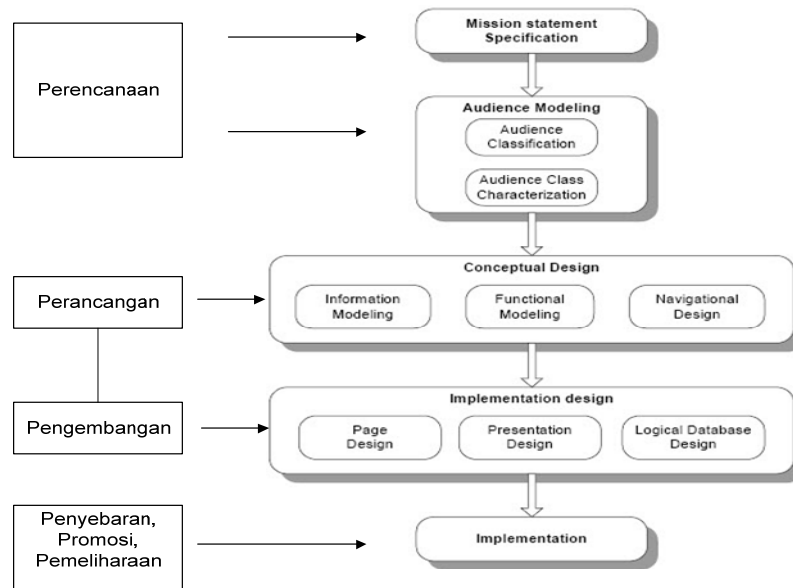 Perencanaan
Mission statement
Specification
Audience Modeling
Audience
Classification
Audience Class
Characterization
Perancangan
Conceptual Design
Information
Modeling
Functional
Modeling
Navigational
Design
Pengembangan
Implementation design
Page
Design
Presentation
Design
Logical Database
Design
Penyebaran,
Promosi,
Pemeliharaan
Implementation